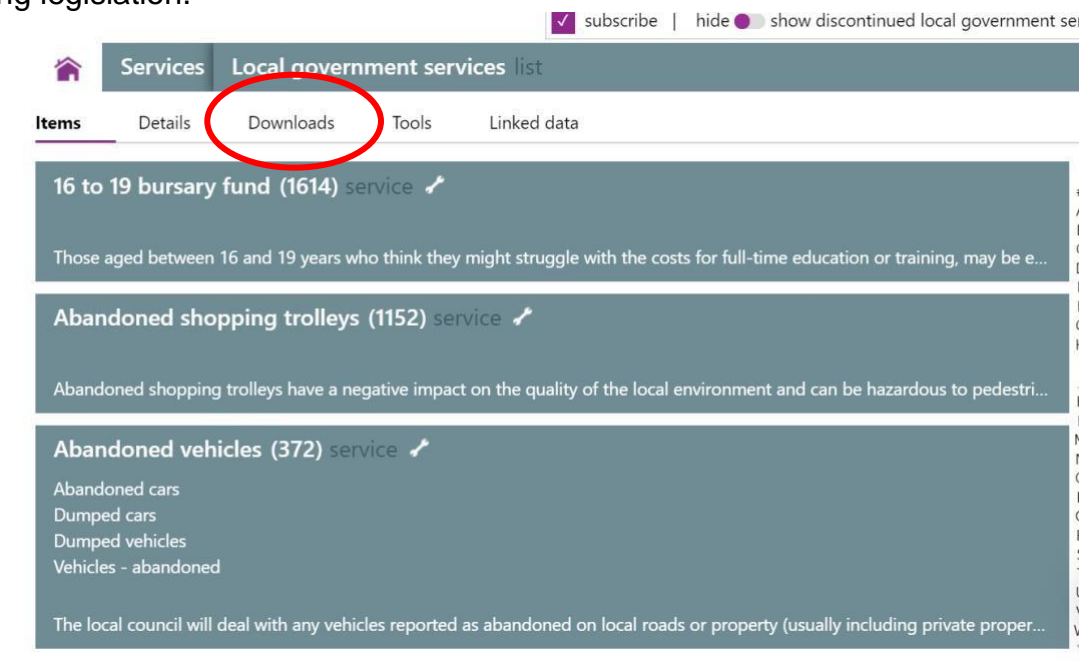 ng legislation.
subscribe | hide show discontinued local government se
Services Local government services list
Items Details Downloads Tools Linked data
16 to 19 bursary fund (1614) service
Those aged between 16 and 19 years who think they might struggle with the costs for full-time education or training, may be e...
Abandoned shopping trolleys (1152) service
Abandoned shopping trolleys have a negative impact on the quality of the local environment and can be hazardous to pedestri...
Abandoned vehicles (372) service
Abandoned cars
Dumped cars
Dumped vehicles
Vehicles - abandoned
The local council will deal with any vehicles reported as abandoned on local roads or property (usually including private proper...